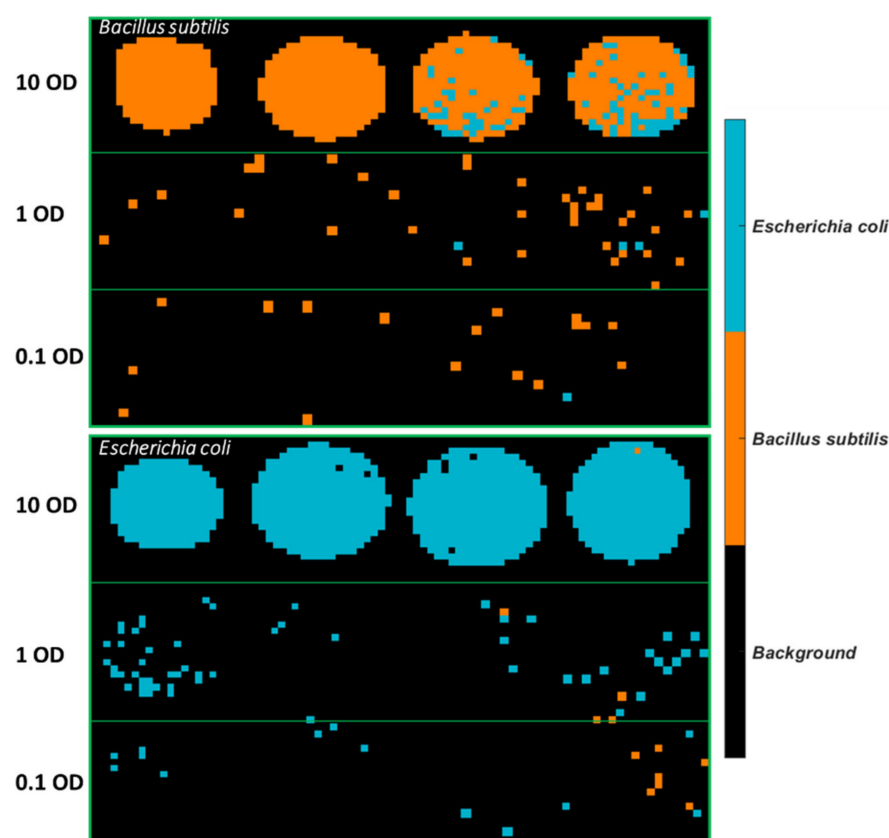 Bacillus subtilis
10 OD
1 OD
0.1 OD
Escherichia coli
10 OD
1 OD
0.1 OD
Escherichia coli
Bacillus subtilis
Background